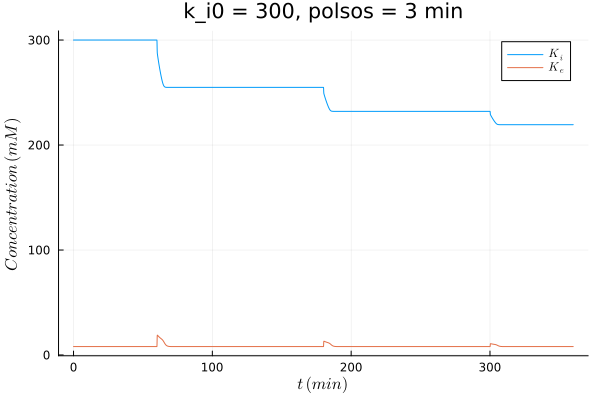 k_i0 = 300, polsos = 3 min
300
200
100
0
Concentration (mM)
K_i
K_e
0
100
200
300
t (min)